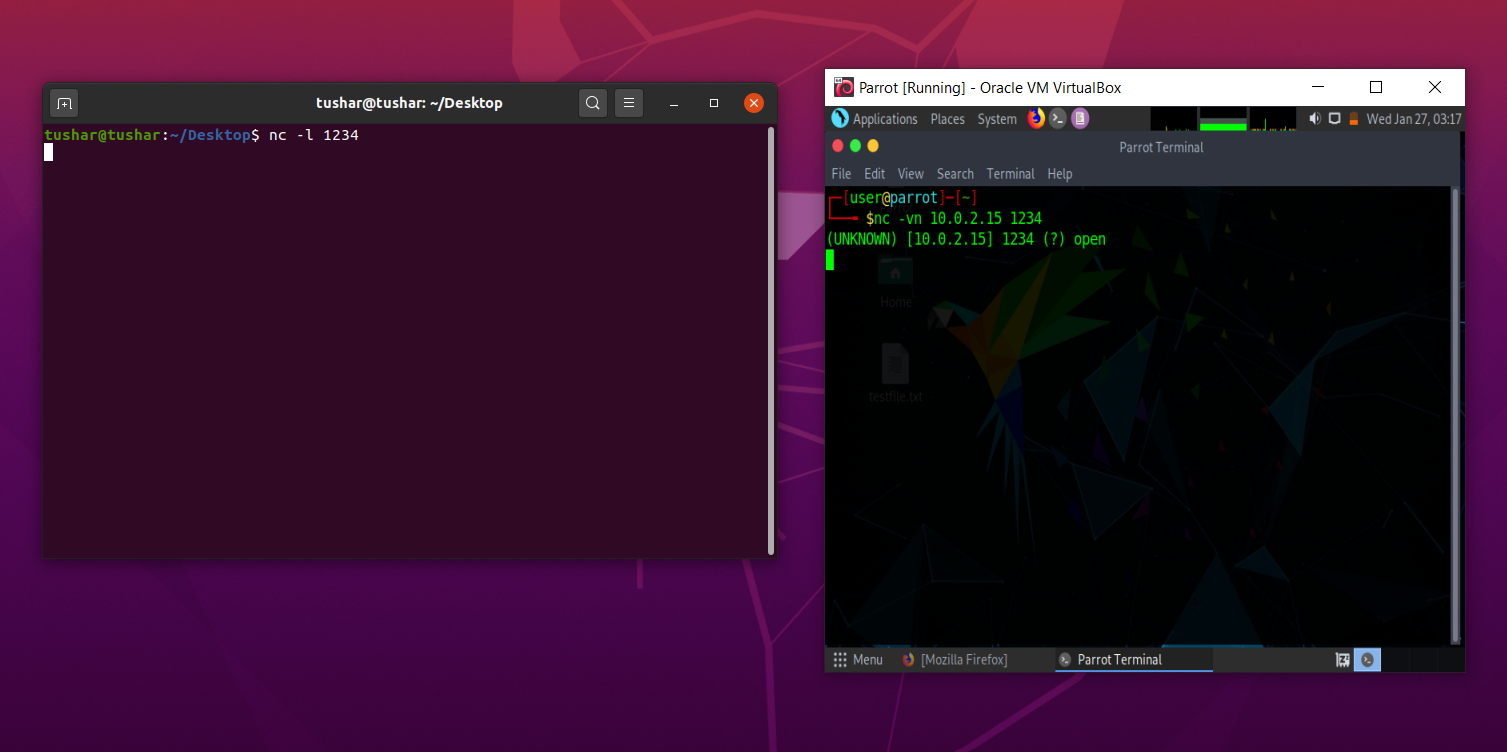 tushar@tushar: ~/Desktop
tushar@tushar:~/Desktop$ nc -l 1234
Parrot [Running] - Oracle VM VirtualBox
Applications Places System Wed Jan 27, 03:17
Parrot Terminal
File Edit View Search Terminal Help
[user@parrot]-[~]
$nc -vn 10.0.2.15 1234
(UNKNOWN) [10.0.2.15] 1234 (?) open
Home
testfile.txt
Menu [Mozilla Firefox] Parrot Terminal